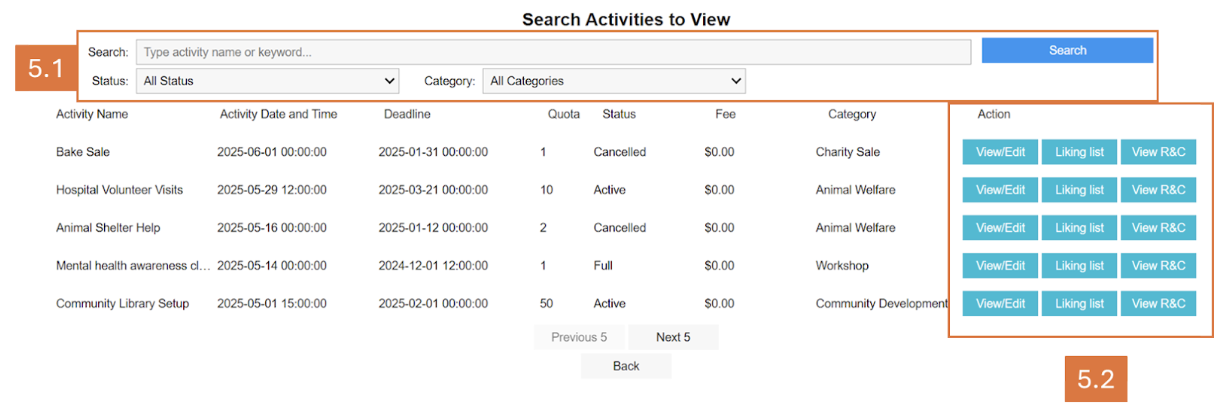 Search Activities to View
5.1
Search: Type activity name or keyword... Search
Status: All Status Category: All Categories
Activity Name Activity Date and Time Deadline Quota Status Fee Category Action
Bake Sale 2025-06-01 00:00:00 2025-01-31 00:00:00 1 Cancelled $0.00 Charity Sale View/Edit Liking list View R&C
Hospital Volunteer Visits 2025-05-29 12:00:00 2025-03-21 00:00:00 10 Active $0.00 Animal Welfare View/Edit Liking list View R&C
Animal Shelter Help 2025-05-16 00:00:00 2025-01-12 00:00:00 2 Cancelled $0.00 Animal Welfare View/Edit Liking list View R&C
Mental health awareness cl... 2025-05-14 00:00:00 2024-12-01 12:00:00 1 Full $0.00 Workshop View/Edit Liking list View R&C
Community Library Setup 2025-05-01 15:00:00 2025-02-01 00:00:00 50 Active $0.00 Community Development View/Edit Liking list View R&C
Previous 5 Next 5
Back
5.2